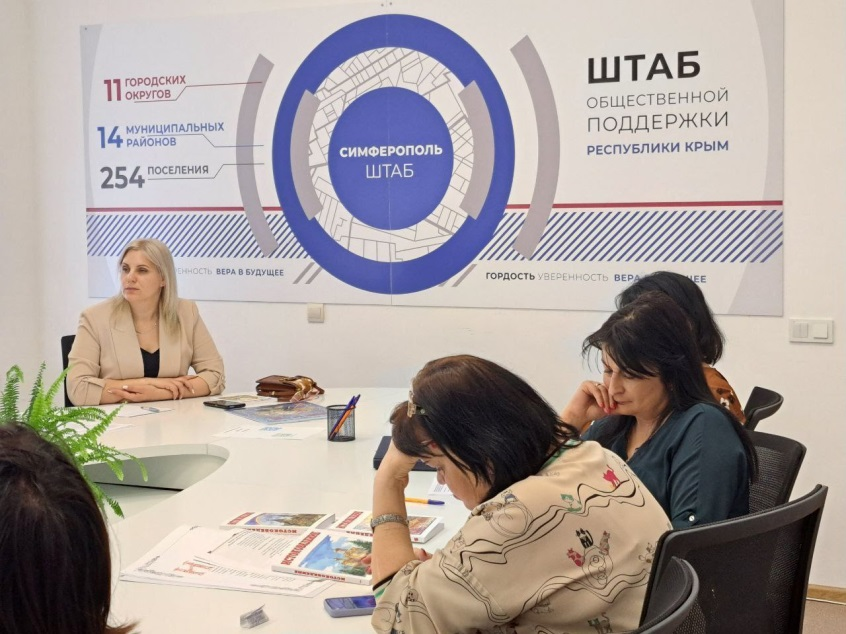 11 ГОРОДСКИХ
ОКРУГОВ
14 МУНИЦИПАЛЬНЫХ
РАЙОНОВ
254 ПОСЕЛЕНИЯ
СИМФЕРОПОЛЬ
ШТАБ
ШТАБ
ОБЩЕСТВЕННОЙ
ПОДДЕРЖКИ
РЕСПУБЛИКИ КРЫМ
ВЕРА В БУДУЩЕЕ
ГОРДОСТЬ УВЕРЕННОСТЬ ВЕРА
ИСТОКОВЕДЕНИЕ